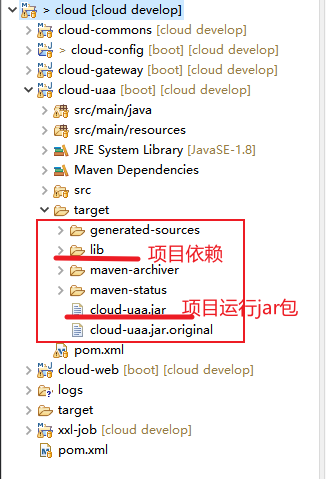 > cloud [cloud develop]
cloud-commons [cloud develop]
> cloud-config [boot] [cloud develop]
cloud-gateway [boot] [cloud develop]
cloud-uaa [boot] [cloud develop]
src/main/java
src/main/resources
JRE System Library [JavaSE-1.8]
Maven Dependencies
src
target
generated-sources
lib 项目依赖
maven-archiver
maven-status
cloud-uaa.jar 项目运行jar包
cloud-uaa.jar.original
pom.xml
cloud-web [boot] [cloud develop]
logs
target
xxl-job [cloud develop]
pom.xml